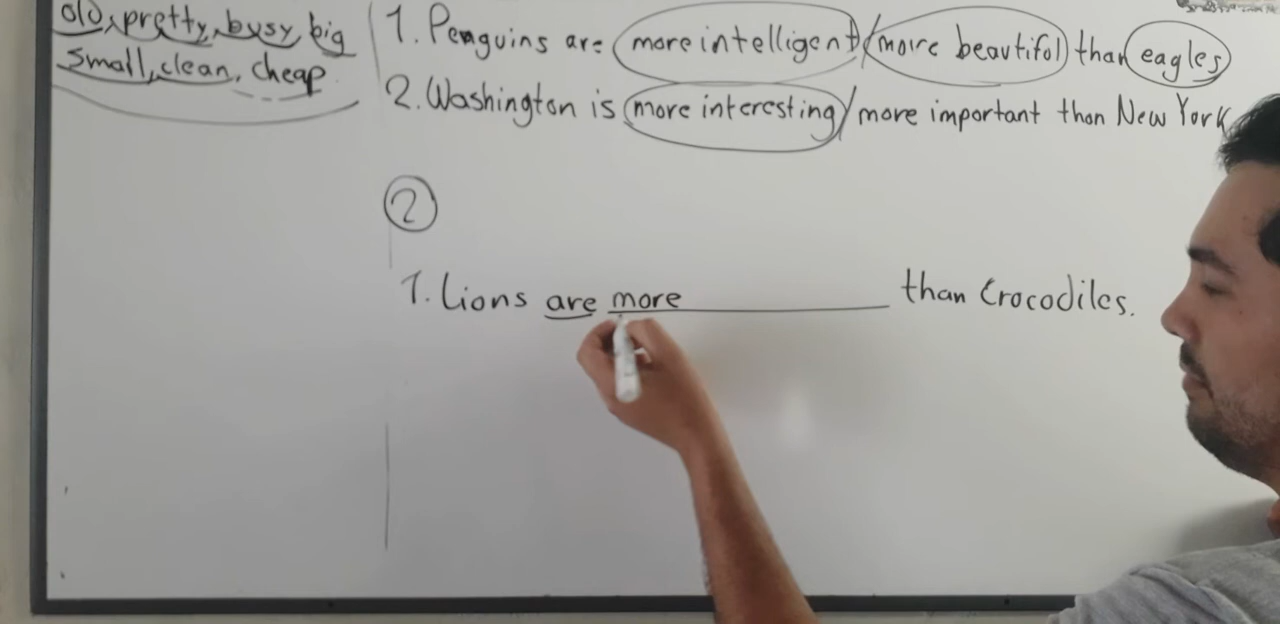 old, pretty, busy, big
small, clean, cheap
1. Penguins are more intelligent/more beautiful than eagles
2. Washington is more interesting/more important than New York
2
1. Lions are more ________ than Crocodiles.